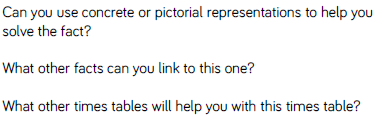 Can you use concrete or pictorial representations to help you
solve the fact?
What other facts can you link to this one?
What other times tables will help you with this times table?